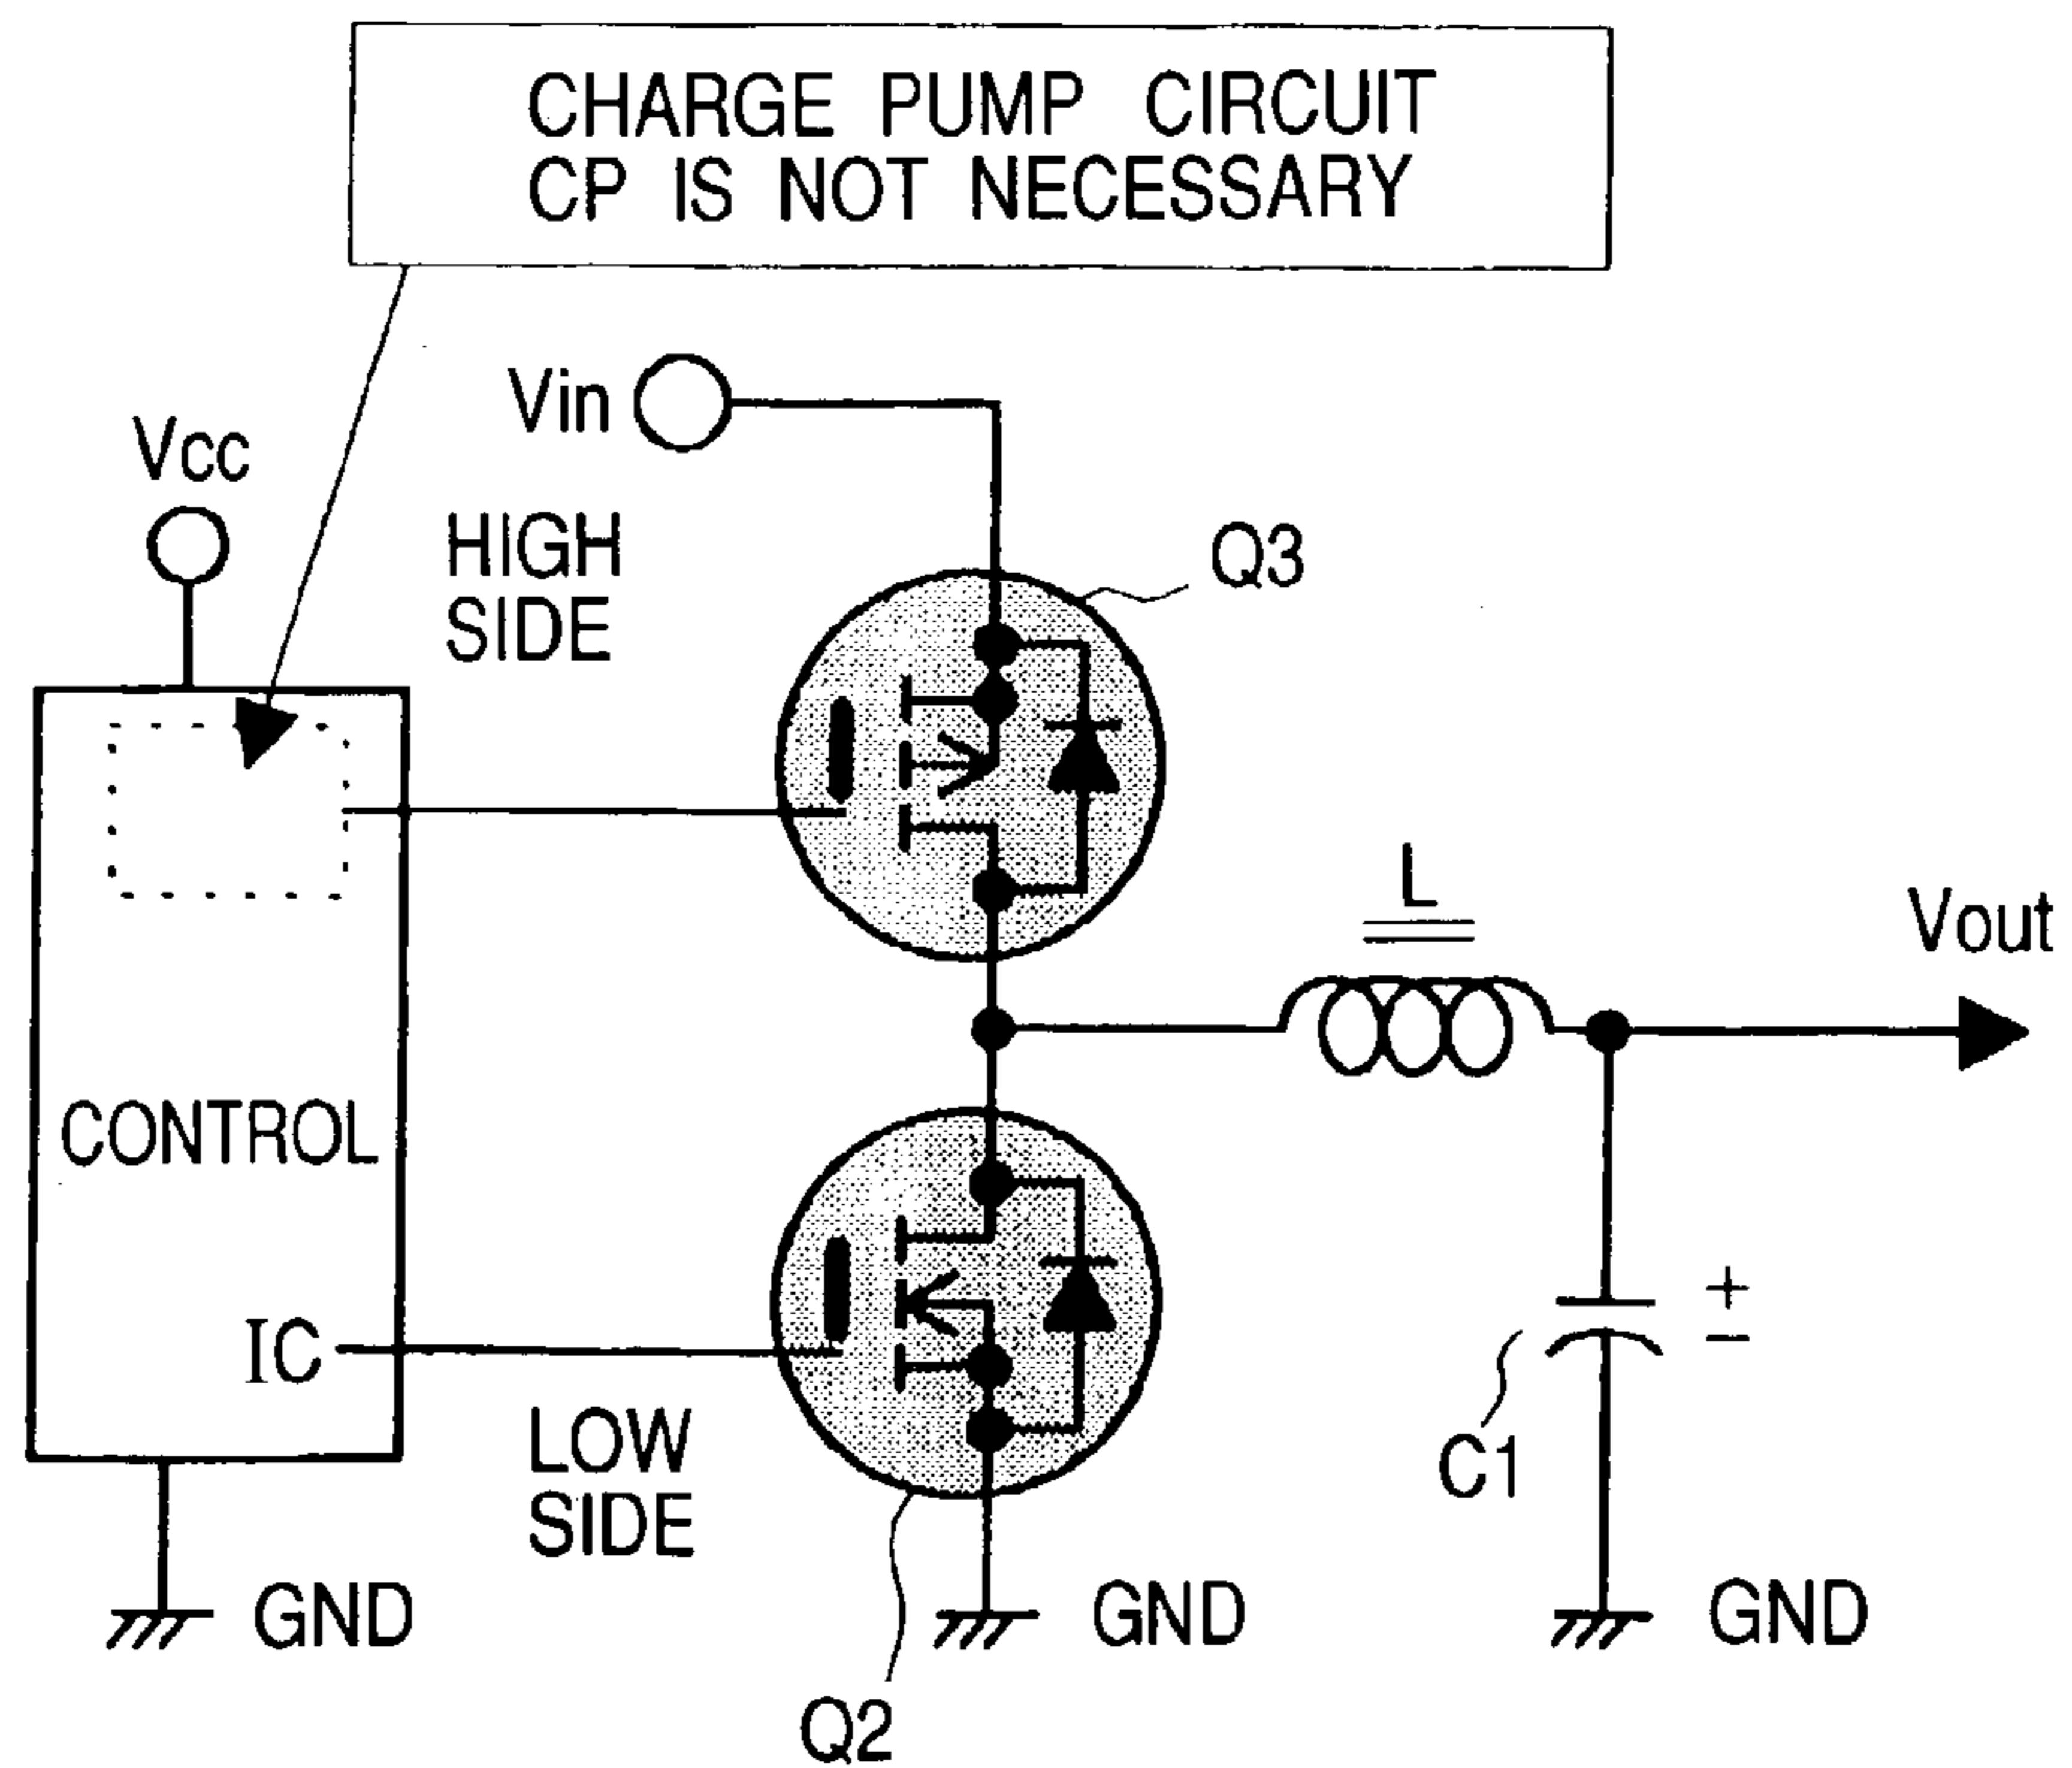 CHARGE PUMP CIRCUIT
CP IS NOT NECESSARY
Vin
Vcc
HIGH
SIDE
Q3
L
Vout
CONTROL
IC
LOW
SIDE
+
−
C1
GND
GND
GND
Q2